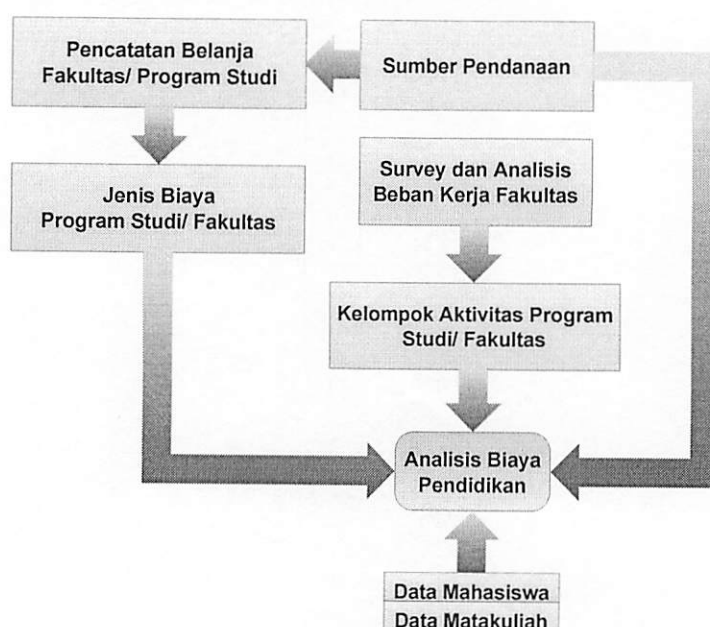 Pencatatan Belanja
Fakultas/ Program Studi
Sumber Pendanaan
Jenis Biaya
Program Studi/ Fakultas
Survey dan Analisis
Beban Kerja Fakultas
Kelompok Aktivitas Program
Studi/ Fakultas
Analisis Biaya
Pendidikan
Data Mahasiswa
Data Matakuliah